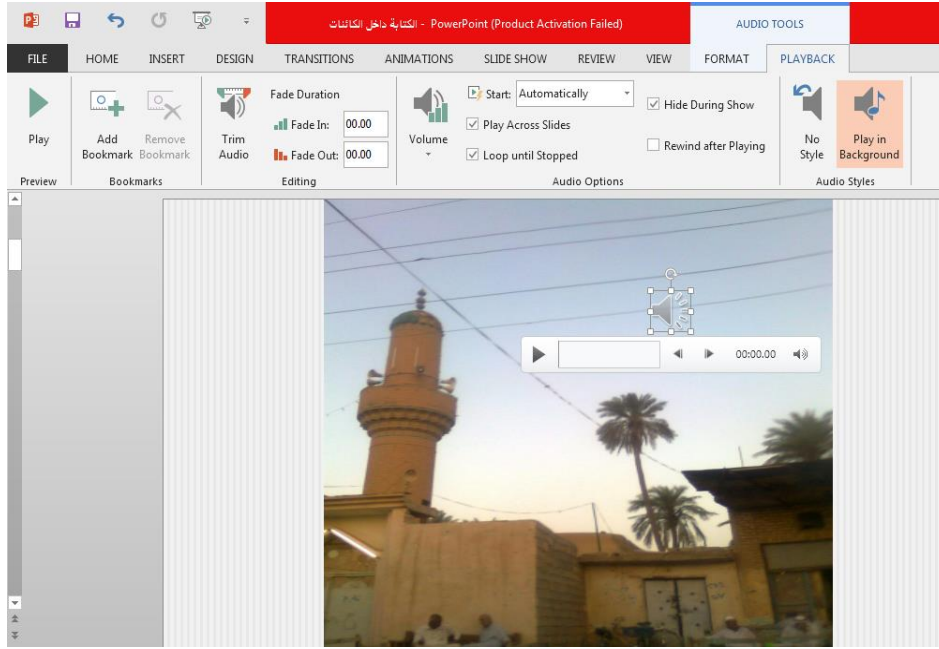 الكتابة داخل الكائنات - PowerPoint (Product Activation Failed)
AUDIO TOOLS
FILE HOME INSERT DESIGN TRANSITIONS ANIMATIONS SLIDE SHOW REVIEW VIEW FORMAT PLAYBACK
Play
Preview
Add Bookmark
Remove Bookmark
Bookmarks
Trim Audio
Fade Duration
Fade In: 00.00
Fade Out: 00.00
Editing
Volume
Start: Automatically
Play Across Slides
Loop until Stopped
Hide During Show
Rewind after Playing
Audio Options
No Style
Play in Background
Audio Styles
00:00.00